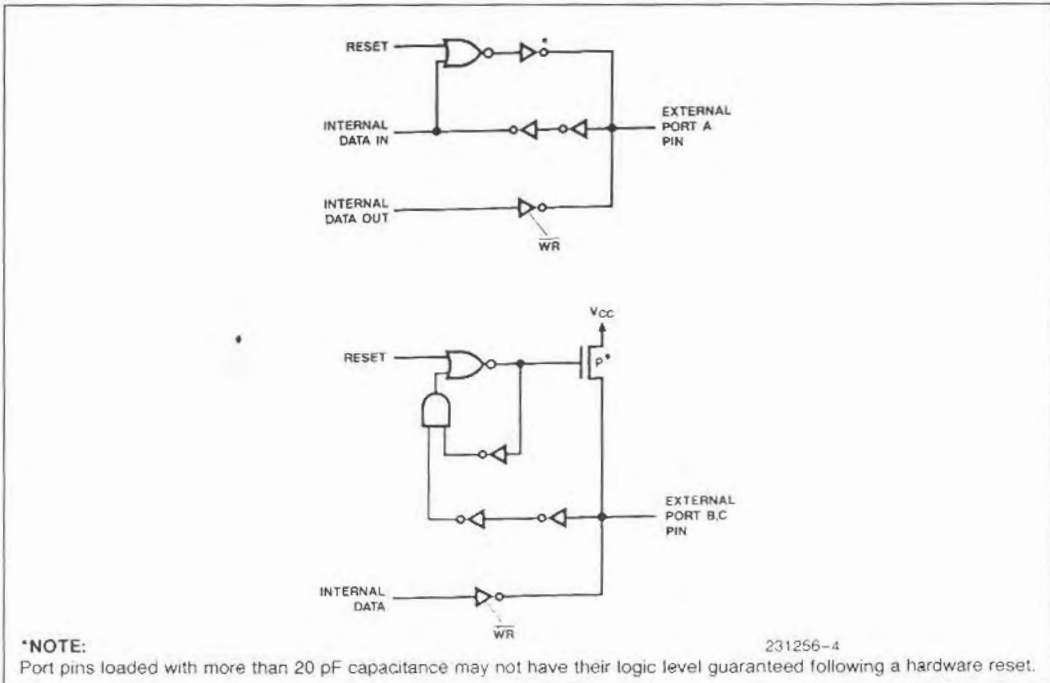 RESET
*
INTERNAL
DATA IN
EXTERNAL
PORT A
PIN
INTERNAL
DATA OUT
WR
VCC
RESET
P*
EXTERNAL
PORT B,C
PIN
INTERNAL
DATA
WR
*NOTE:
231256-4
Port pins loaded with more than 20 pF capacitance may not have their logic level guaranteed following a hardware reset.